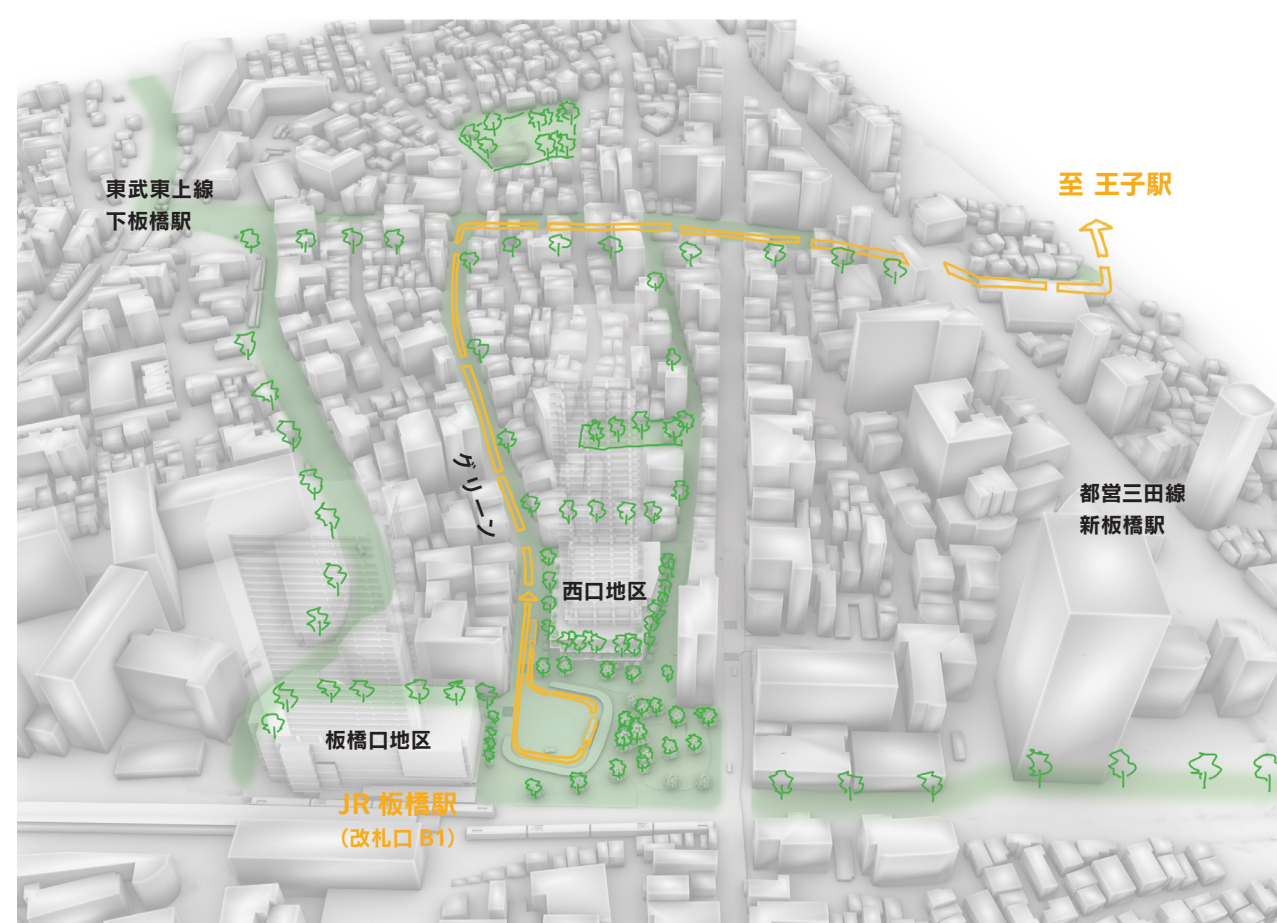 至 王子駅
東武東上線
下板橋駅
グリーン
都営三田線
新板橋駅
西口地区
板橋口地区
JR 板橋駅
（改札口 B1）